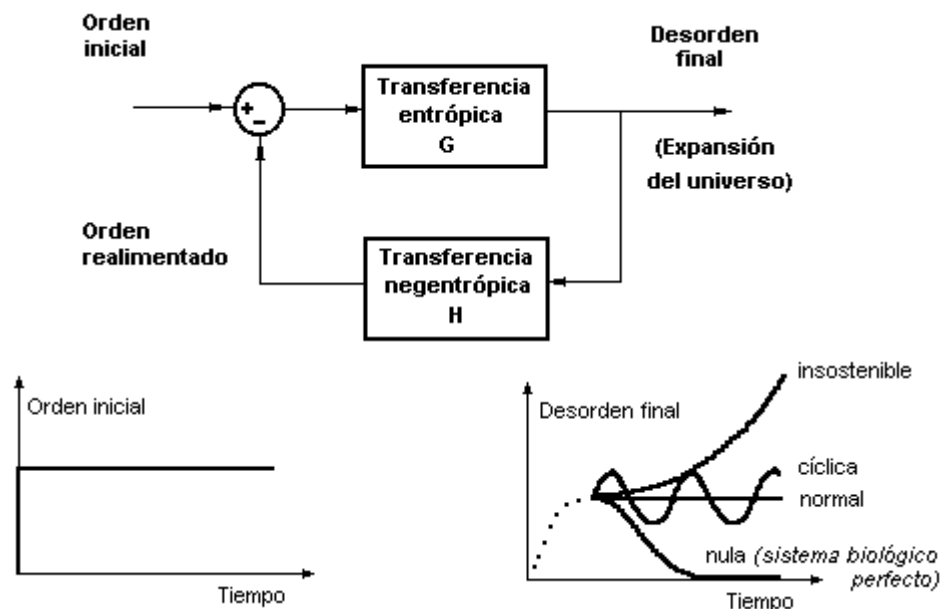 Orden
inicial
Desorden
final
+
−
Transferencia
entrópica
G
(Expansión
del universo)
Orden
realimentado
Transferencia
negentrópica
H
Orden inicial
Tiempo
Desorden final
insostenible
cíclica
normal
nula (sistema biológico
perfecto)
Tiempo